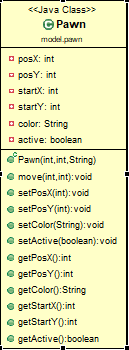 <<Java Class>>
Pawn
model.pawn
posX: int
posY: int
startX: int
startY: int
color: String
active: boolean
Pawn(int,int,String)
move(int,int):void
setPosX(int):void
setPosY(int):void
setColor(String):void
setActive(boolean):void
getPosX():int
getPosY():int
getColor():String
getStartX():int
getStartY():int
getActive():boolean